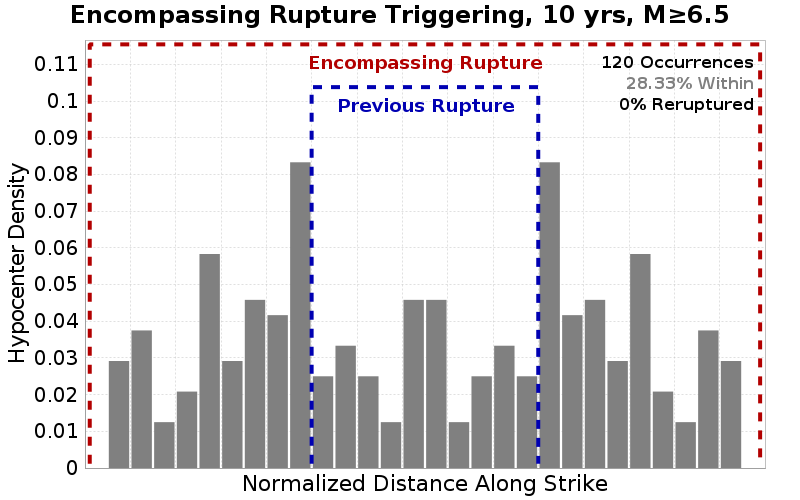 Encompassing Rupture Triggering, 10 yrs, M≥6.5
Encompassing Rupture
120 Occurrences
28.33% Within
0% Reruptured
Previous Rupture
Hypocenter Density
0.11
0.1
0.09
0.08
0.07
0.06
0.05
0.04
0.03
0.02
0.01
0
Normalized Distance Along Strike